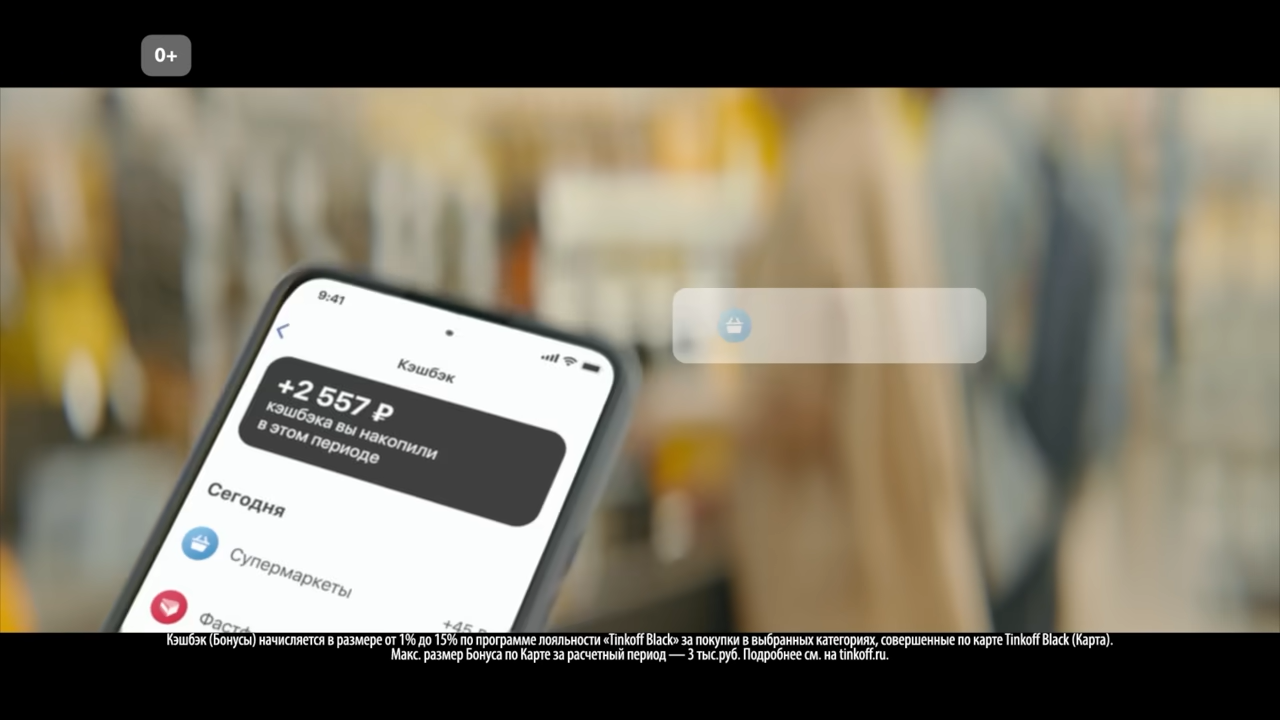 0+
9:41
Кэшбэк
+2 557 ₽
кэшбэка вы накопили
в этом периоде
Сегодня
Супермаркеты
+45
Кэшбэк (Бонусы) начисляется в размере от 1% до 15% по программе лояльности «Tinkoff Black» за покупки в выбранных категориях, совершенные по карте Tinkoff Black (Карта).
Макс. размер Бонуса по Карте за расчетный период — 3 тыс.руб. Подробнее см. на tinkoff.ru.